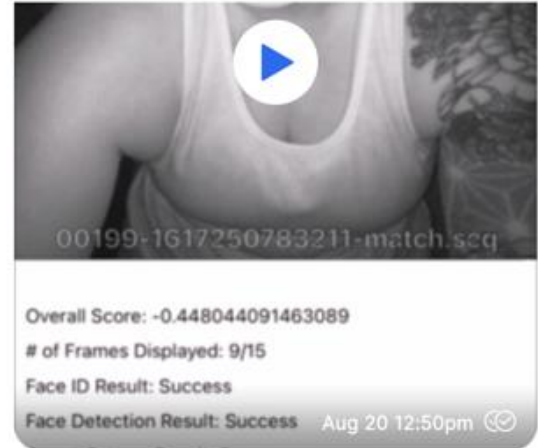 00199-1617250783211-match.seq
Overall Score: -0.448044091463089
# of Frames Displayed: 9/15
Face ID Result: Success
Face Detection Result: Success
Aug 20 12:50pm